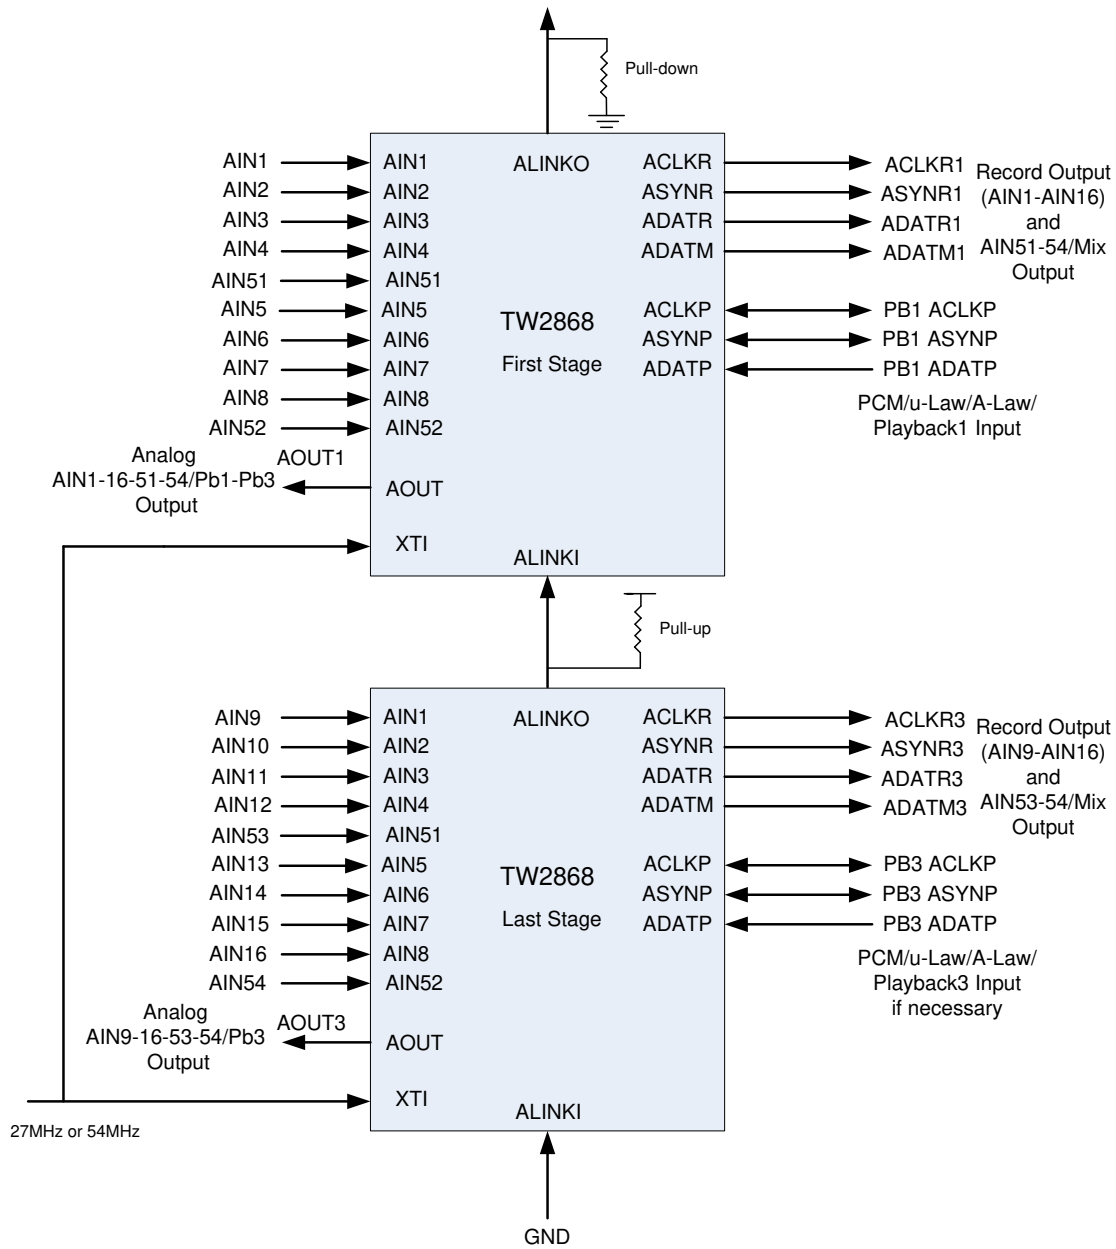 Pull-down
AIN1 AIN1 ALINKO ACLKR ACLKR1
AIN2 AIN2 ASYNR ASYNR1
AIN3 AIN3 ADATR ADATR1
AIN4 AIN4 ADATM ADATM1
Record Output
(AIN1-AIN16)
and
AIN51-54/Mix
Output
AIN51 AIN51
AIN5 AIN5 ACLKP PB1 ACLKP
TW2868
AIN6 AIN6 ASYNP PB1 ASYNP
First Stage
AIN7 AIN7 ADATP PB1 ADATP
AIN8 AIN8
PCM/u-Law/A-Law/
Playback1 Input
AIN52 AIN52
Analog
AIN1-16-51-54/Pb1-Pb3
Output
AOUT1
AOUT
XTI
ALINKI
Pull-up
AIN9 AIN1 ALINKO ACLKR ACLKR3
AIN10 AIN2 ASYNR ASYNR3
AIN11 AIN3 ADATR ADATR3
AIN12 AIN4 ADATM ADATM3
Record Output
(AIN9-AIN16)
and
AIN53-54/Mix
Output
AIN53 AIN51
AIN13 AIN5 ACLKP PB3 ACLKP
TW2868
AIN14 AIN6 ASYNP PB3 ASYNP
Last Stage
AIN15 AIN7 ADATP PB3 ADATP
AIN16 AIN8
PCM/u-Law/A-Law/
Playback3 Input
if necessary
AIN54 AIN52
Analog
AIN9-16-53-54/Pb3
Output
AOUT3
AOUT
XTI
ALINKI
27MHz or 54MHz
GND